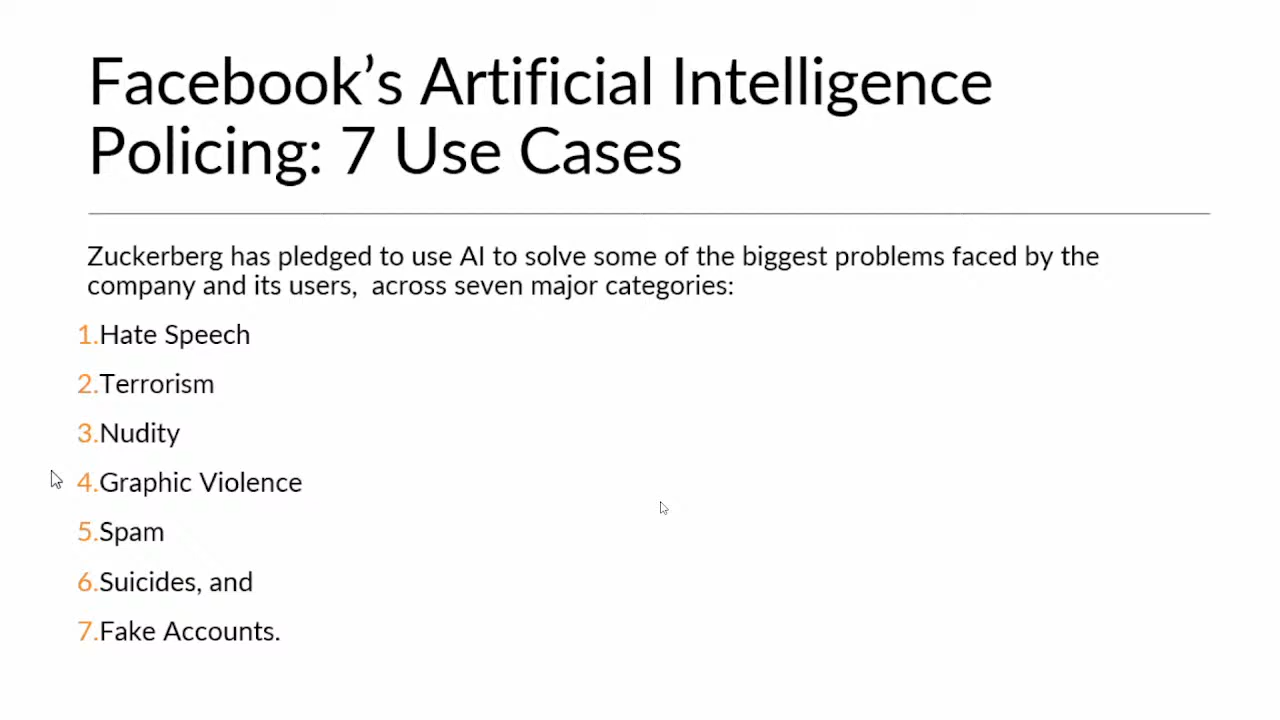 Facebook’s Artificial Intelligence
Policing: 7 Use Cases
Zuckerberg has pledged to use AI to solve some of the biggest problems faced by the
company and its users,  across seven major categories:
1.Hate Speech
2.Terrorism
3.Nudity
4.Graphic Violence
5.Spam
6.Suicides, and
7.Fake Accounts.